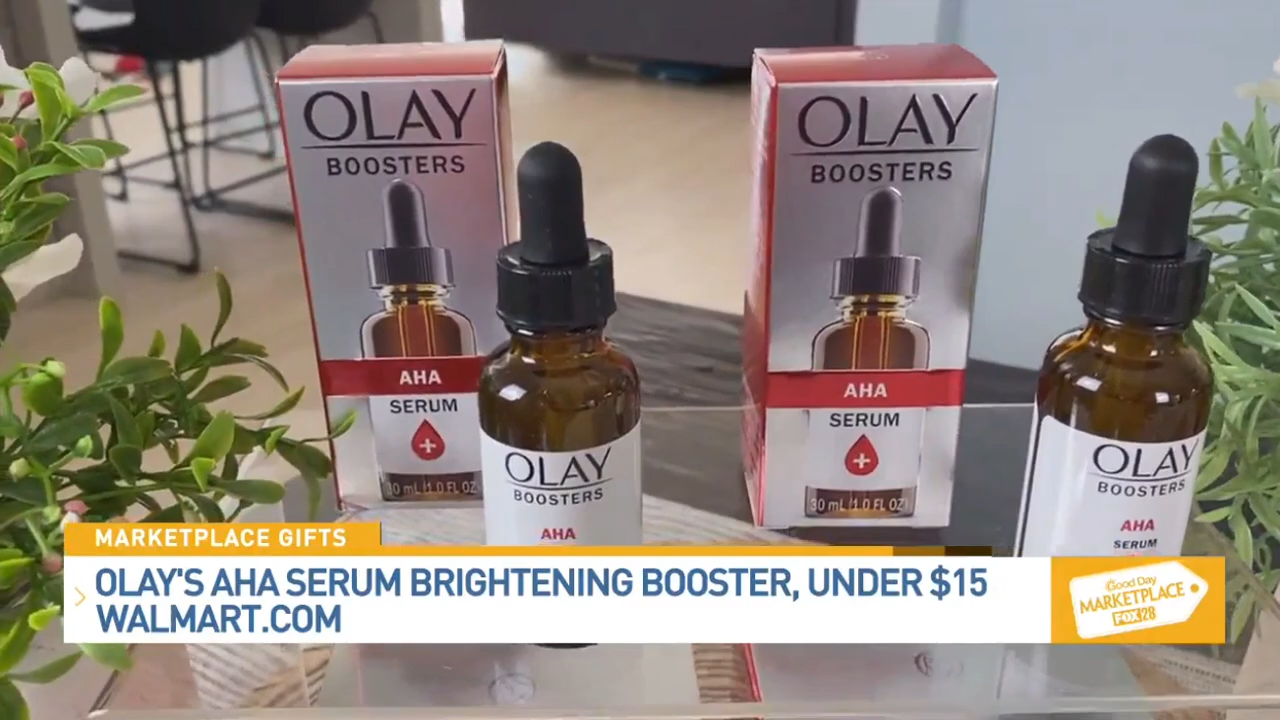 OLAY
BOOSTERS
AHA
SERUM
30 mL/1.0 FL OZ
OLAY
BOOSTERS
AHA
OLAY
BOOSTERS
AHA
SERUM
30 mL/1.0 FL OZ
OLAY
BOOSTERS
AHA
SERUM
MARKETPLACE GIFTS
OLAY'S AHA SERUM BRIGHTENING BOOSTER, UNDER $15
WALMART.COM
Good Day
MARKETPLACE
FOX 28